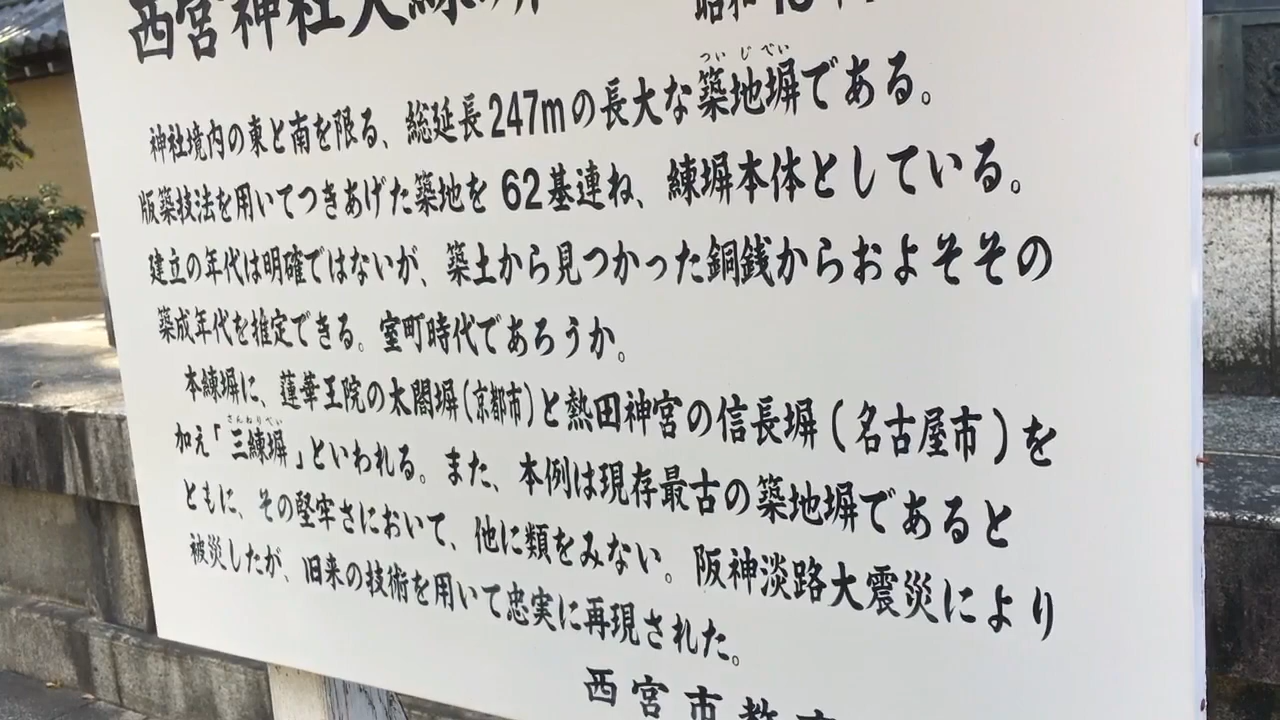 西宮神社大練 昭和
ついじべい
神社境内の東と南を限る、総延長247mの長大な築地塀である。
版築技法を用いてつきあげた築地を62基連ね、練塀本体としている。
建立の年代は明確ではないが、築土から見つかった銅銭からおよそその
築成年代を推定できる。室町時代であろうか。
本練塀に、蓮華王院の太閤塀(京都市)と熱田神宮の信長塀(名古屋市)を
さんねりべい
加え「三練塀」といわれる。また、本例は現存最古の築地塀であると
ともに、その堅牢さにおいて、他に類をみない。阪神淡路大震災により
被災したが、旧来の技術を用いて忠実に再現された。
西宮市教